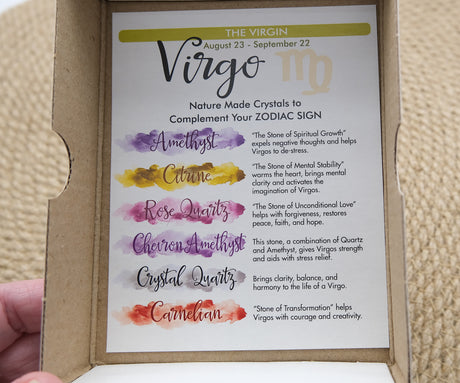 THE VIRGIN
August 23 - September 22
Virgo
Nature Made Crystals to
Complement Your ZODIAC SIGN
Amethyst
"The Stone of Spiritual Growth"
expels negative thoughts and helps
Virgos to de-stress.
Citrine
"The Stone of Mental Stability"
warms the heart, brings mental
clarity and activates the
imagination of Virgos.
Rose Quartz
"The Stone of Unconditional Love"
helps with forgiveness, restores
peace, faith, and hope.
Chevron Amethyst
This stone, a combination of Quartz
and Amethyst, gives Virgos strength
and aids with stress relief.
Crystal Quartz
Brings clarity, balance, and
harmony to the life of a Virgo.
Carnelian
"Stone of Transformation" helps
Virgos with courage and creativity.